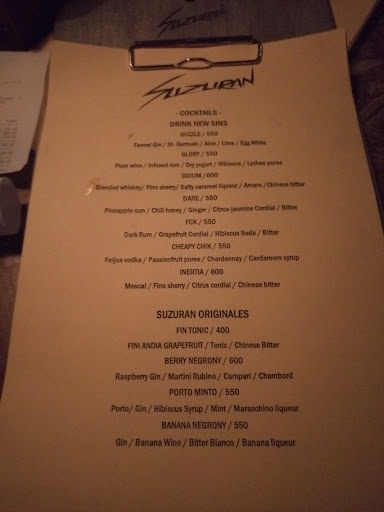 SUZURAN
SUZURAN
- COCKTAILS -
DRINK NEW SINS
GUZZLE / 550
Fennel Gin / St. Germain / Aloe / Lime / Egg White
GLORY / 550
Plum wine / Infused rum / Dry yogurt / Hibiscus / Lychee puree
ODIUM / 600
Blended whiskey/ Fino sherry/ Salty caramel liqueur / Amaro / Chinese bitter
DARE / 550
Pineapple rum / Chili honey / Ginger / Citrus-jasmine Cordial / Bitter
FCK / 550
Dark Rum / Grapefruit Cordial / Hibiscus Soda / Bitter
CHEAPY CHIK / 550
Feijoa vodka / Passionfruit puree / Chardonnay / Cardamom syrup
INERTIA / 600
Mescal / Fino sherry / Citrus cordial / Chinese bitter
SUZURAN ORIGINALES
FIN TONIC / 400
FINI ANDIA GRAPEFRUIT / Tonic / Chinese Bitter
BERRY NEGRONY / 600
Raspberry Gin / Martini Rubino / Campari / Chambord
PORTO MINTO / 550
Porto/ Gin / Hibiscus Syrup / Mint / Maraschino liqueur
BANANA NEGRONY / 550
Gin / Banana Wine / Bitter Bianco / Banana liqueur